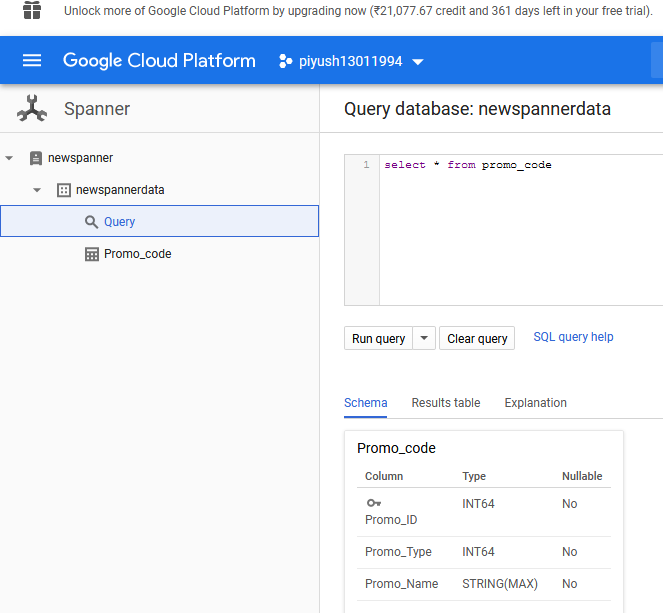 Unlock more of Google Cloud Platform by upgrading now (₹21,077.67 credit and 361 days left in your free trial).
Google Cloud Platform piyush13011994
Spanner
Query database: newspannerdata
newspanner
newspannerdata
Query
Promo_code
1 select * from promo_code
Run query Clear query SQL query help
Schema Results table Explanation
Promo_code
Column Type Nullable
Promo_ID INT64 No
Promo_Type INT64 No
Promo_Name STRING(MAX) No